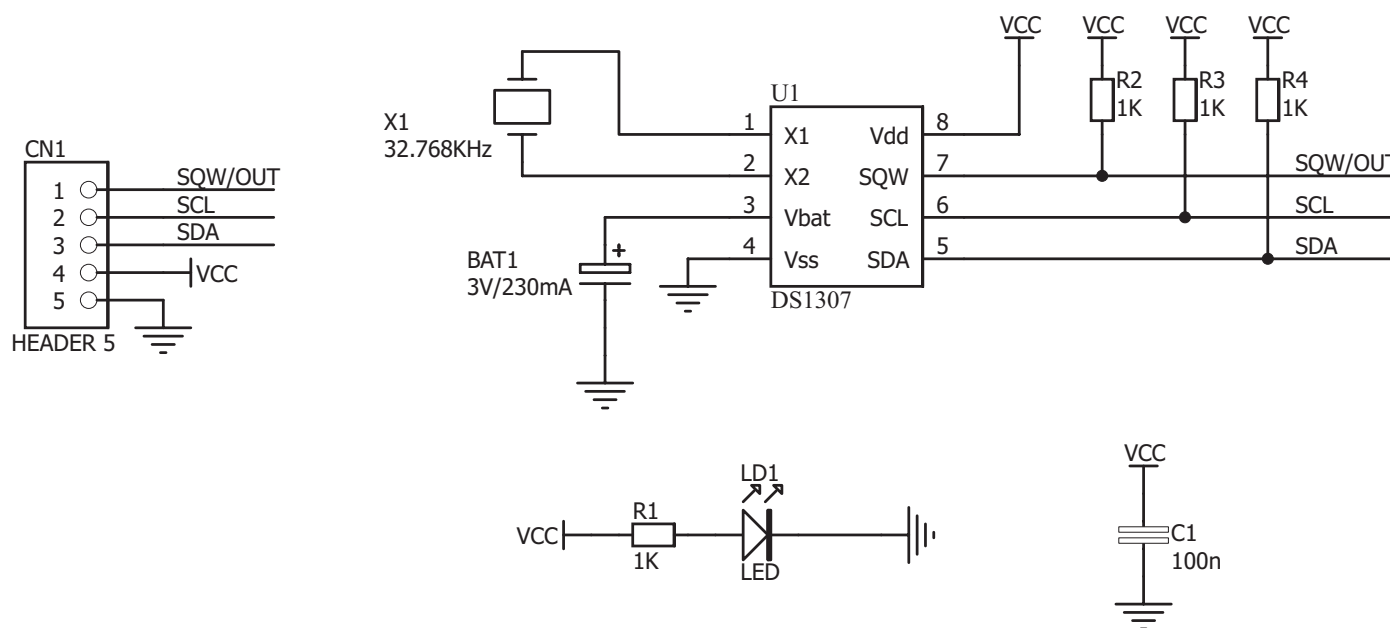 VCC VCC VCC VCC
R2
1K
R3
1K
R4
1K
U1
X1
32.768KHz
1 X1 Vdd 8
2 X2 SQW 7 SQW/OUT
3 Vbat SCL 6 SCL
4 Vss SDA 5 SDA
DS1307
CN1
1 SQW/OUT
2 SCL
3 SDA
4 VCC
5
HEADER 5
BAT1 +
3V/230mA
LD1
VCC R1
1K
LED
VCC
C1
100n